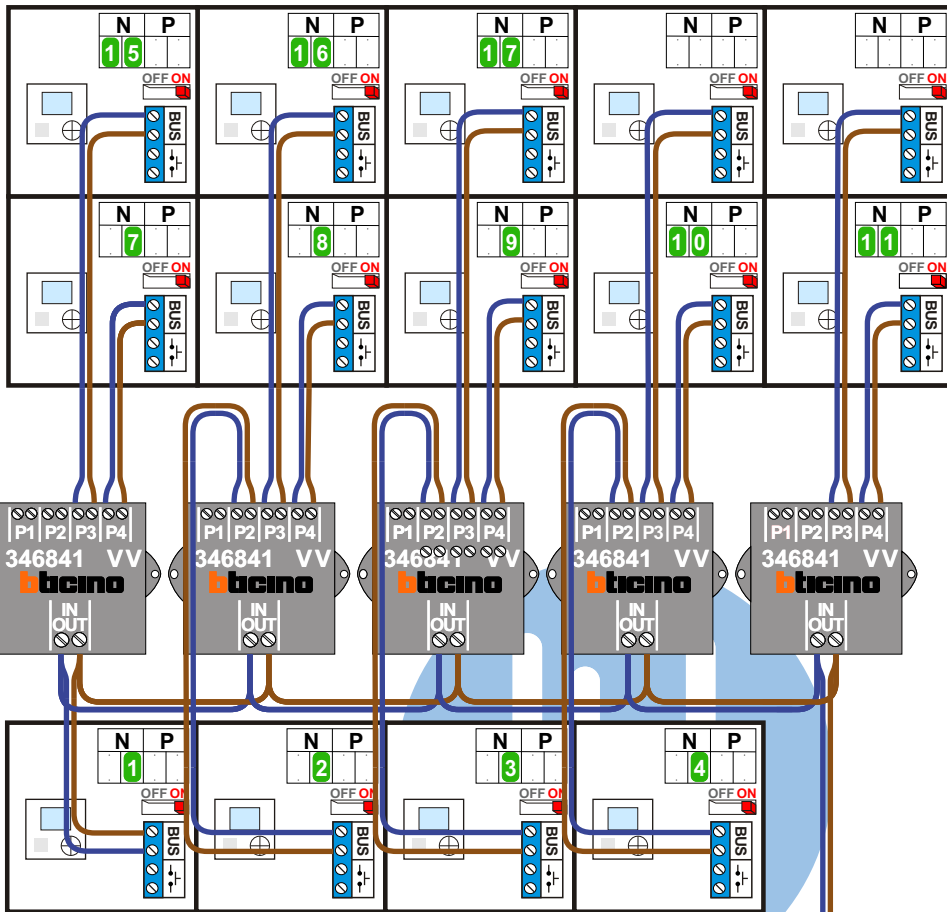 N P N P N P N P N P
15 16 17
OFF ON OFF ON OFF ON OFF ON OFF ON
BUS BUS BUS BUS BUS
N P N P N P N P N P
7 8 9 10 11
OFF ON OFF ON OFF ON OFF ON OFF ON
BUS BUS BUS BUS BUS
P1 P2 P3 P4 P1 P2 P3 P4 P1 P2 P3 P4 P1 P2 P3 P4 P1 P2 P3 P4
346841 VV 346841 VV 346841 VV 346841 VV 346841 VV
bticino bticino bticino bticino bticino
IN IN IN IN IN
OUT OUT OUT OUT OUT
N P N P N P N P
1 2 3 4
OFF ON OFF ON OFF ON OFF ON
BUS BUS BUS BUS